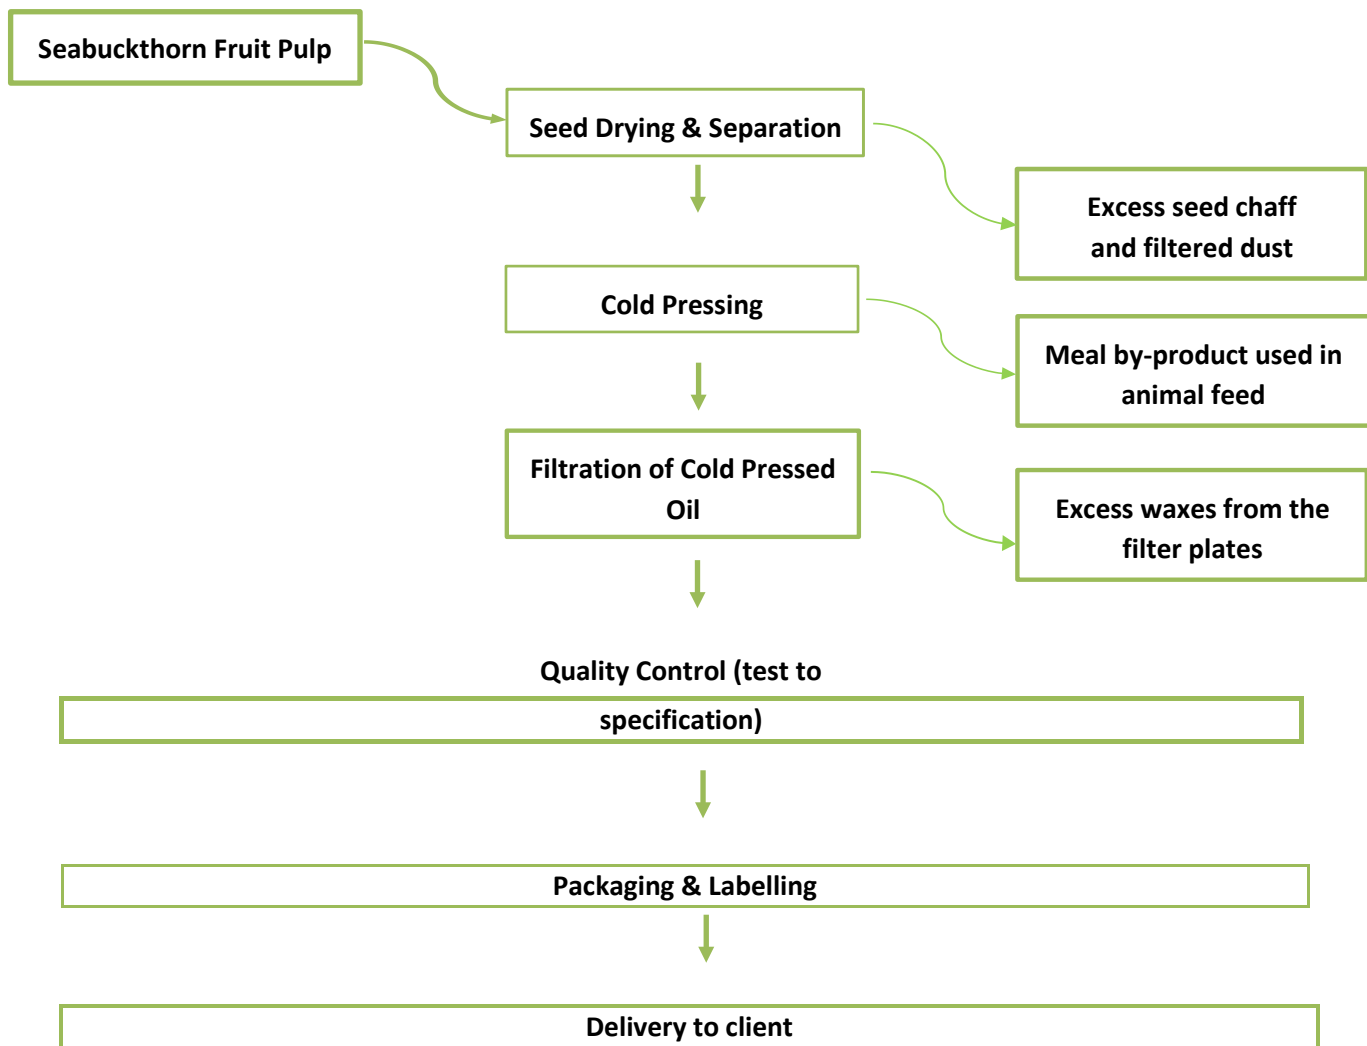 Seabuckthorn Fruit Pulp
Seed Drying & Separation
Excess seed chaff
and filtered dust
Cold Pressing
Meal by-product used in
animal feed
Filtration of Cold Pressed
Oil
Excess waxes from the
filter plates
Quality Control (test to
specification)
Packaging & Labelling
Delivery to client